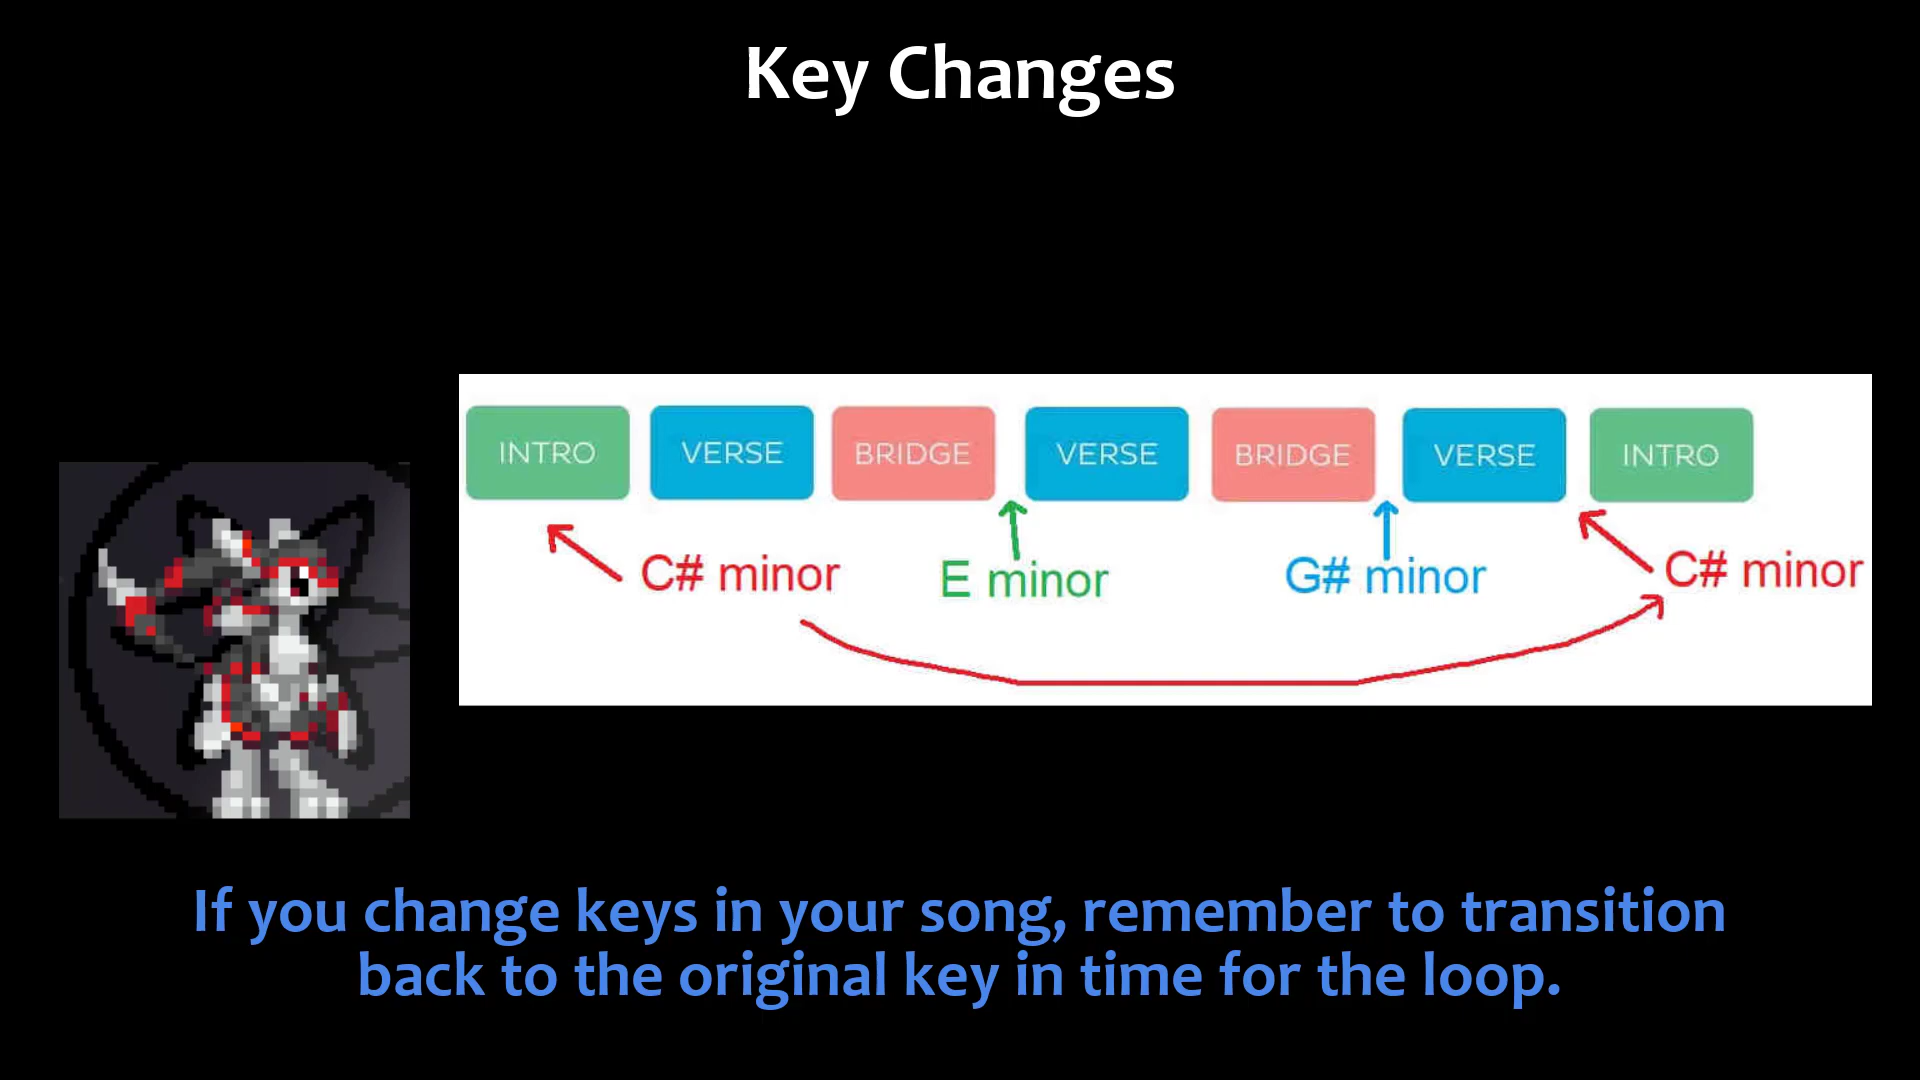 Key Changes
INTRO VERSE BRIDGE VERSE BRIDGE VERSE INTRO
C# minor E minor G# minor C# minor
If you change keys in your song, remember to transition
back to the original key in time for the loop.